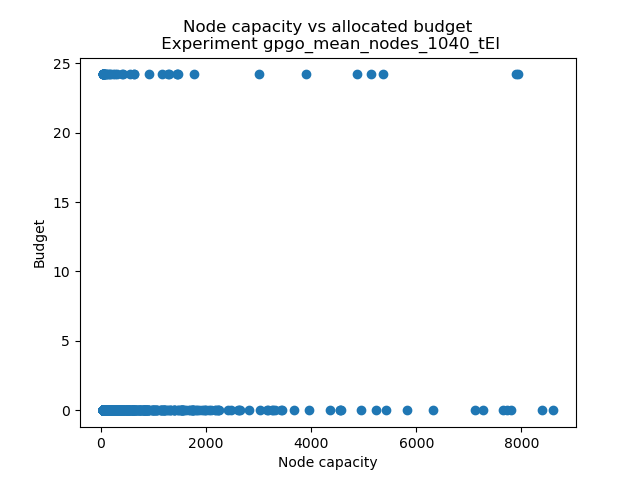 Node capacity vs allocated budget
Experiment gpgo_mean_nodes_1040_tEI
25
20
15
10
5
0
Budget
0 2000 4000 6000 8000
Node capacity